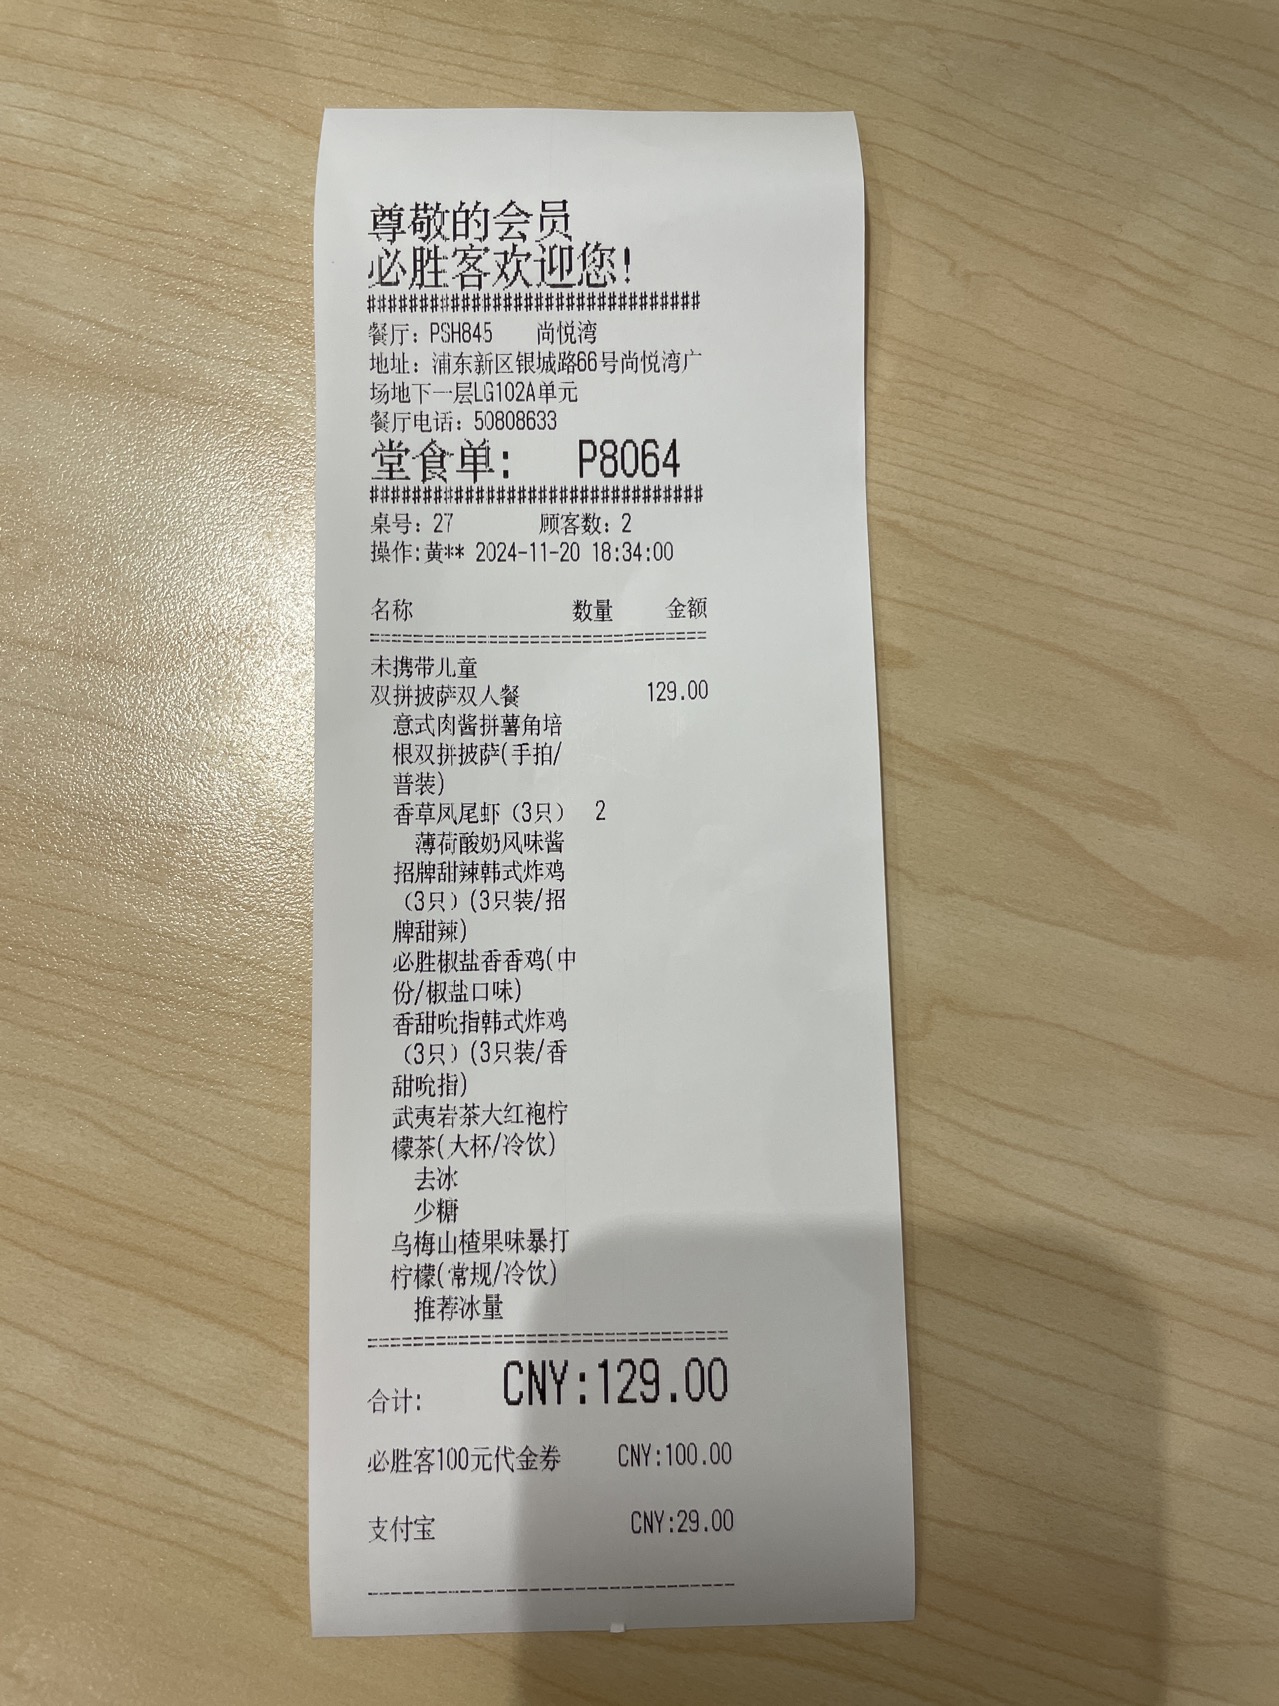 尊敬的会员
必胜客欢迎您!
################################
餐厅: PSH845 尚悦湾
地址: 浦东新区银城路66号尚悦湾广
场地下一层LG102A单元
餐厅电话: 50808633
堂食单: P8064
################################
桌号: 27 顾客数: 2
操作:黄** 2024-11-20 18:34:00
名称 数量 金额
================================
未携带儿童
双拼披萨双人餐 129.00
意式肉酱拼薯角培
根双拼披萨(手拍/
普装)
香草凤尾虾（3只） 2
薄荷酸奶风味酱
招牌甜辣韩式炸鸡
（3只）(3只装/招
牌甜辣)
必胜椒盐香香鸡(中
份/椒盐口味)
香甜吮指韩式炸鸡
（3只）(3只装/香
甜吮指)
武夷岩茶大红袍柠
檬茶(大杯/冷饮)
去冰
少糖
乌梅山楂果味暴打
柠檬(常规/冷饮)
推荐冰量
================================
合计: CNY:129.00
必胜客100元代金券 CNY:100.00
支付宝 CNY:29.00
--------------------------------